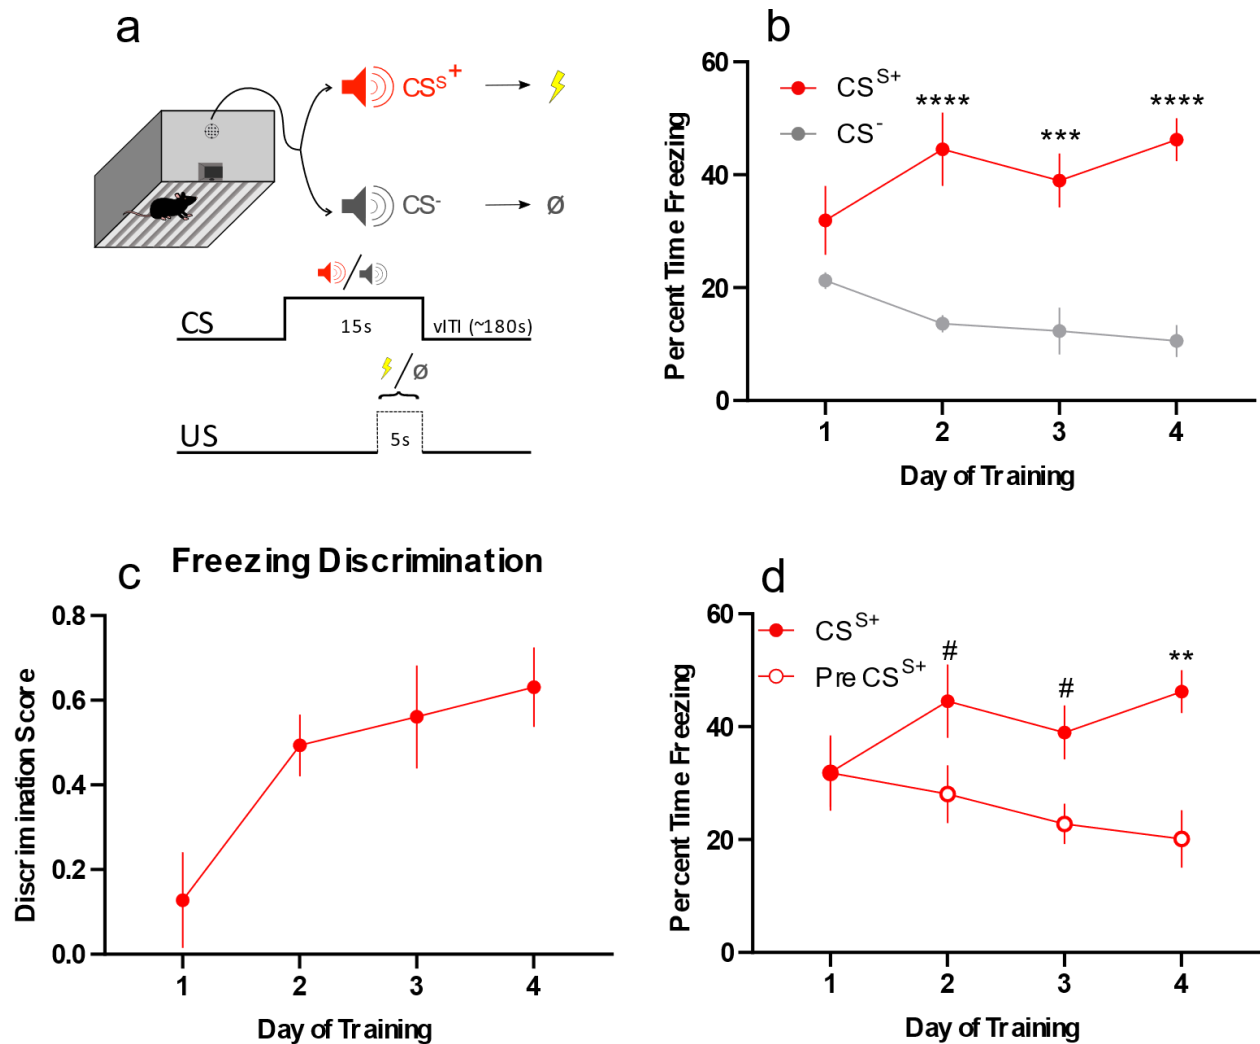 a
CSS+
CS-
Ø
CS
15s
vITI (~180s)
Ø
US
5s
b
60
40
20
0
Percent Time Freezing
CSS+
CS-
****
***
****
1 2 3 4
Day of Training
c
Freezing Discrimination
0.8
0.6
0.4
0.2
0.0
Discrimination Score
1 2 3 4
Day of Training
d
60
40
20
0
Percent Time Freezing
CSS+
Pre CSS+
#
#
**
1 2 3 4
Day of Training